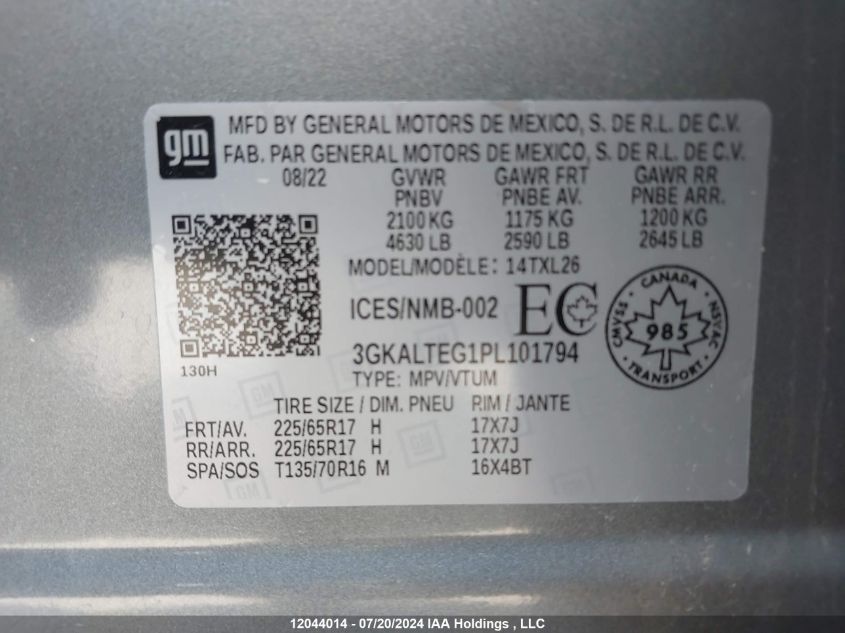 gm
MFD BY GENERAL MOTORS DE MEXICO, S. DE R.L. DE C.V.
FAB. PAR GENERAL MOTORS DE MEXICO, S. DE R.L. DE C.V.
08/22 GVWR GAWR FRT GAWR RR
PNBV PNBE AV. PNBE ARR.
2100 KG 1175 KG 1200 KG
4630 LB 2590 LB 2645 LB
MODEL/MODÈLE: 14TXL26
ICES/NMB-002 EC
CANADA
CMVSS 985 NSVAC
TRANSPORT
3GKALTEG1PL101794
130H
TYPE: MPV/VTUM
TIRE SIZE / DIM. PNEU RIM / JANTE
FRT/AV. 225/65R17 H 17X7J
RR/ARR. 225/65R17 H 17X7J
SPA/SOS T135/70R16 M 16X4BT
12044014 - 07/20/2024 IAA Holdings , LLC